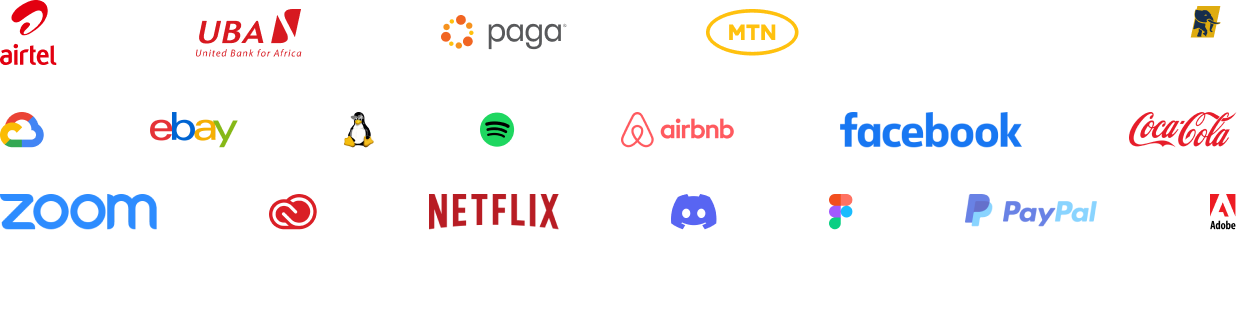 airtel
UBA
United Bank for Africa
paga
MTN
ebay
airbnb
facebook
Coca-Cola
zoom
NETFLIX
PayPal
Adobe